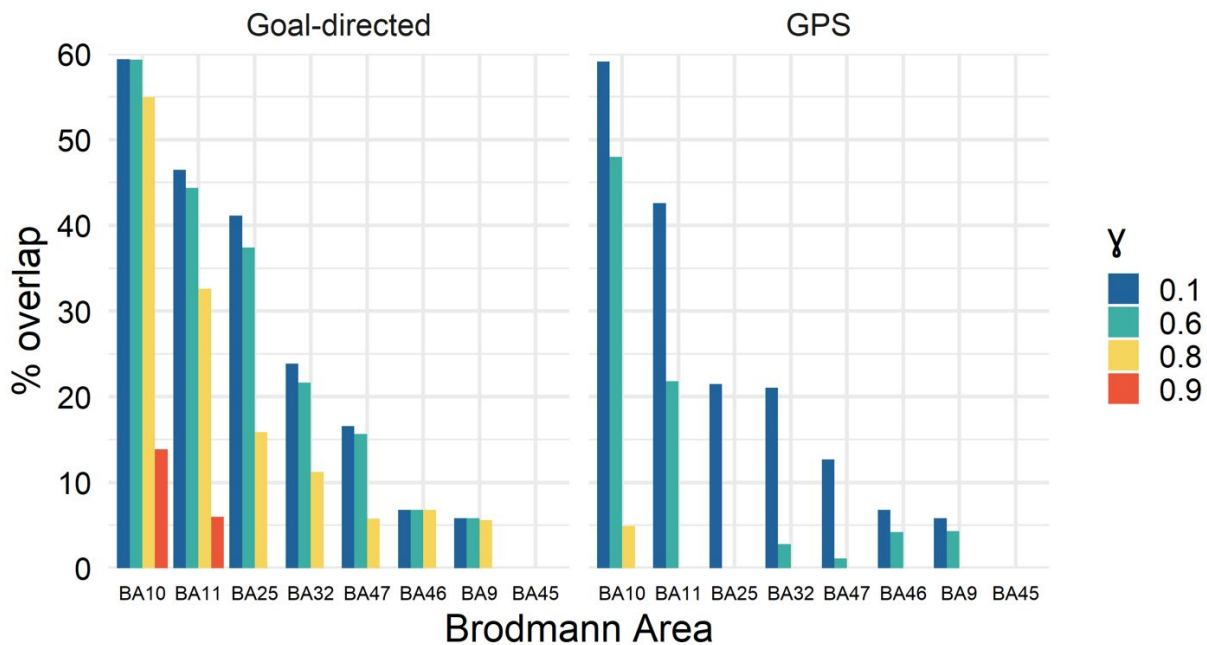 Goal-directed
GPS
% overlap
60
50
40
30
20
10
0
BA10 BA11 BA25 BA32 BA47 BA46 BA9 BA45
BA10 BA11 BA25 BA32 BA47 BA46 BA9 BA45
Brodmann Area
γ
0.1
0.6
0.8
0.9